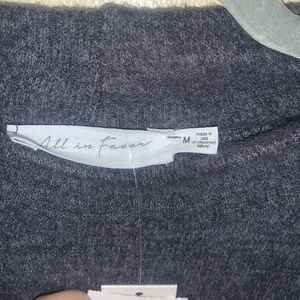 All in Favor
M
made in
usa
of imported
fabric